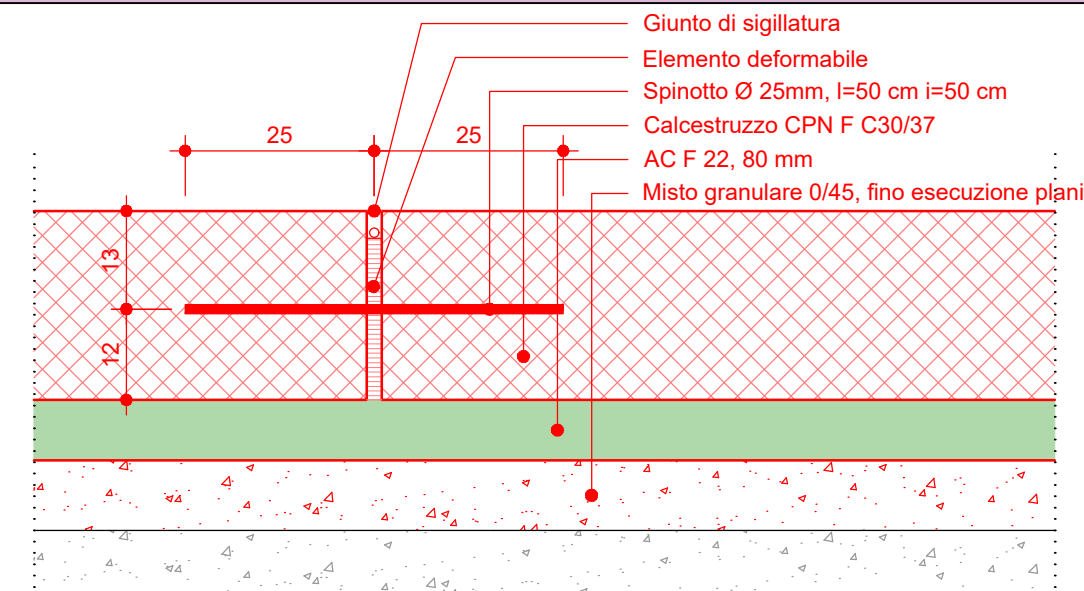 Giunto di sigillatura
Elemento deformabile
Spinotto Ø 25mm, l=50 cm i=50 cm
Calcestruzzo CPN F C30/37
AC F 22, 80 mm
Misto granulare 0/45, fino esecuzione plani
25
25
13
12